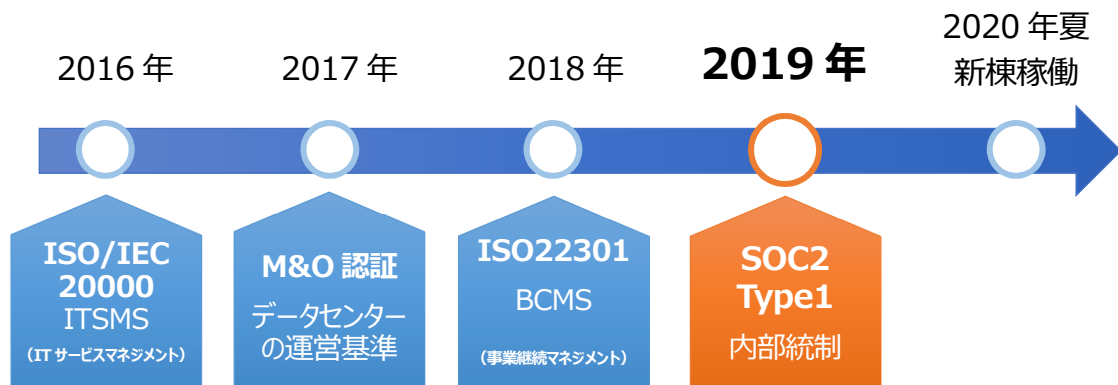 2016 年
2017 年
2018 年
2019 年
2020 年夏
新棟稼働
ISO/IEC
20000
ITSMS
（IT サービスマネジメント）
M&O 認証
データセンター
の運営基準
ISO22301
BCMS
（事業継続マネジメント）
SOC2
Type1
内部統制